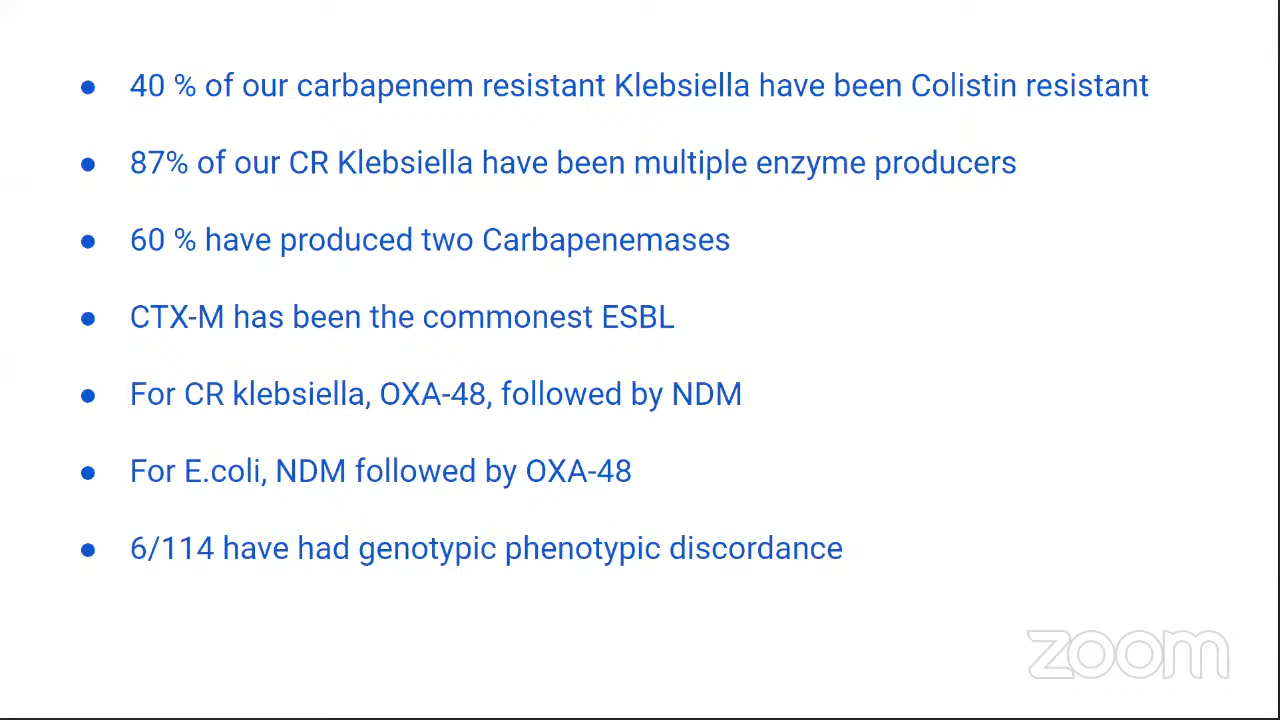 ● 40 % of our carbapenem resistant Klebsiella have been Colistin resistant
● 87% of our CR Klebsiella have been multiple enzyme producers
● 60 % have produced two Carbapenemases
● CTX-M has been the commonest ESBL
● For CR klebsiella, OXA-48, followed by NDM
● For E.coli, NDM followed by OXA-48
● 6/114 have had genotypic phenotypic discordance
zoom